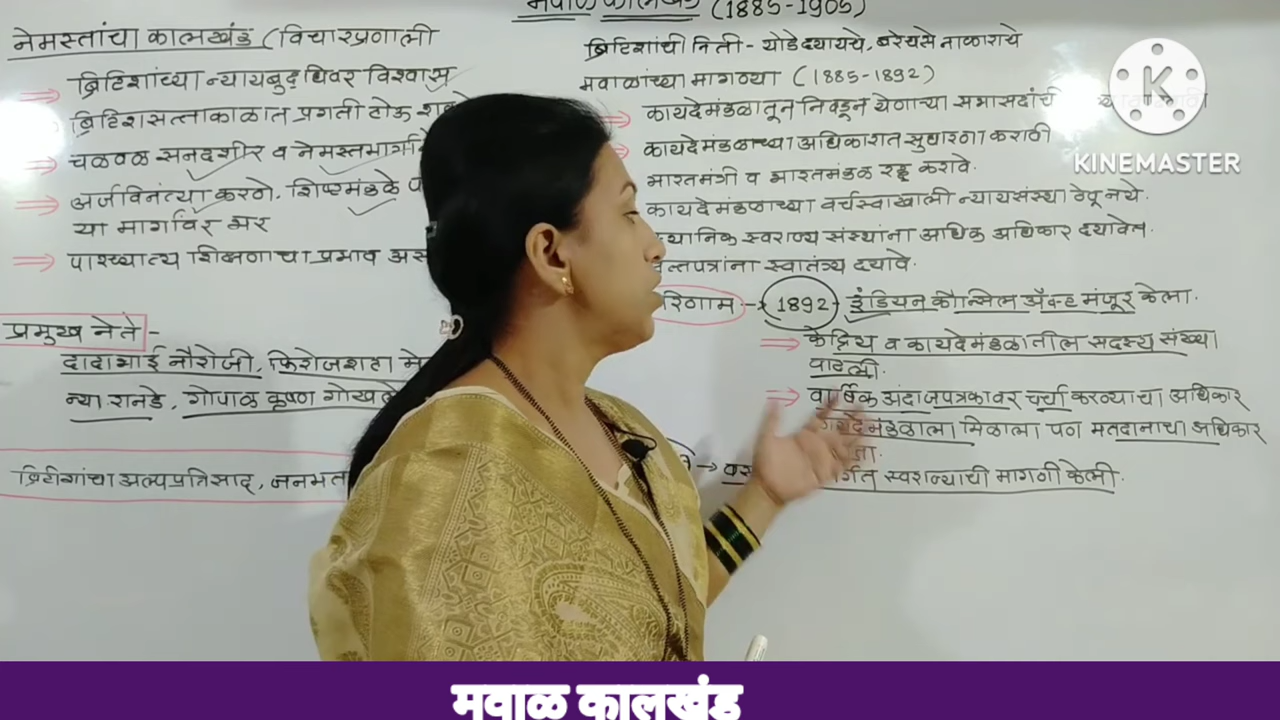 मवाळ कालखंड (1885-1905)
नेमस्तांचा कालखंड (विचारप्रणाली
ब्रिटिशांच्या न्यायबुद्धिवर विश्वास
ब्रिटिशसत्ताकाळात प्रगती होऊ
चळवळ सनदशीर व नेमस्तमार्गाने
अर्जविनंत्या करणे, शिष्टमंडळे
या मार्गावर भर
पाश्च्यात्य शिक्षणाचा प्रभाव
प्रमुख नेते -
दादाभाई नौरोजी, फिरोजशहा
न्या रानडे, गोपाळ कृष्ण गोखले
ब्रिटीशांचा अल्पप्रतिसाद, जनमत
ब्रिटिशांची निती - थोडे द्यायचे, बरेचसे नाळाराचे
मवाळांच्या मागण्या (1885-1892)
कायदेमंडळातून निवडून येणाऱ्या सभासदांची
कायदेमंडळाच्या अधिकारात सुधारणा करावी
भारतमंत्री व भारतमंडळ रद्द करावे.
कायदेमंडळाच्या वर्चस्वाखाली न्यायसंस्था ठेपू नये.
स्थानिक स्वराज्य संस्थांना अधिक अधिकार द्यावेत.
वृत्तपत्रांना स्वातंत्र्य द्यावे.
परिणाम → 1892 - इंडियन कौन्सिल ॲक्ट मंजूर केला.
केंद्रिय व कायदेमंडळातील सदस्य संख्या
वाढली.
वार्षिक अंदाजपत्रकावर चर्चा करण्याचा अधिकार
कायदेमंडळाला मिळाला पण मतदानाचा अधिकार
स्वराज्याची मागणी केली.
KINEMASTER
मवाळ कालखंड